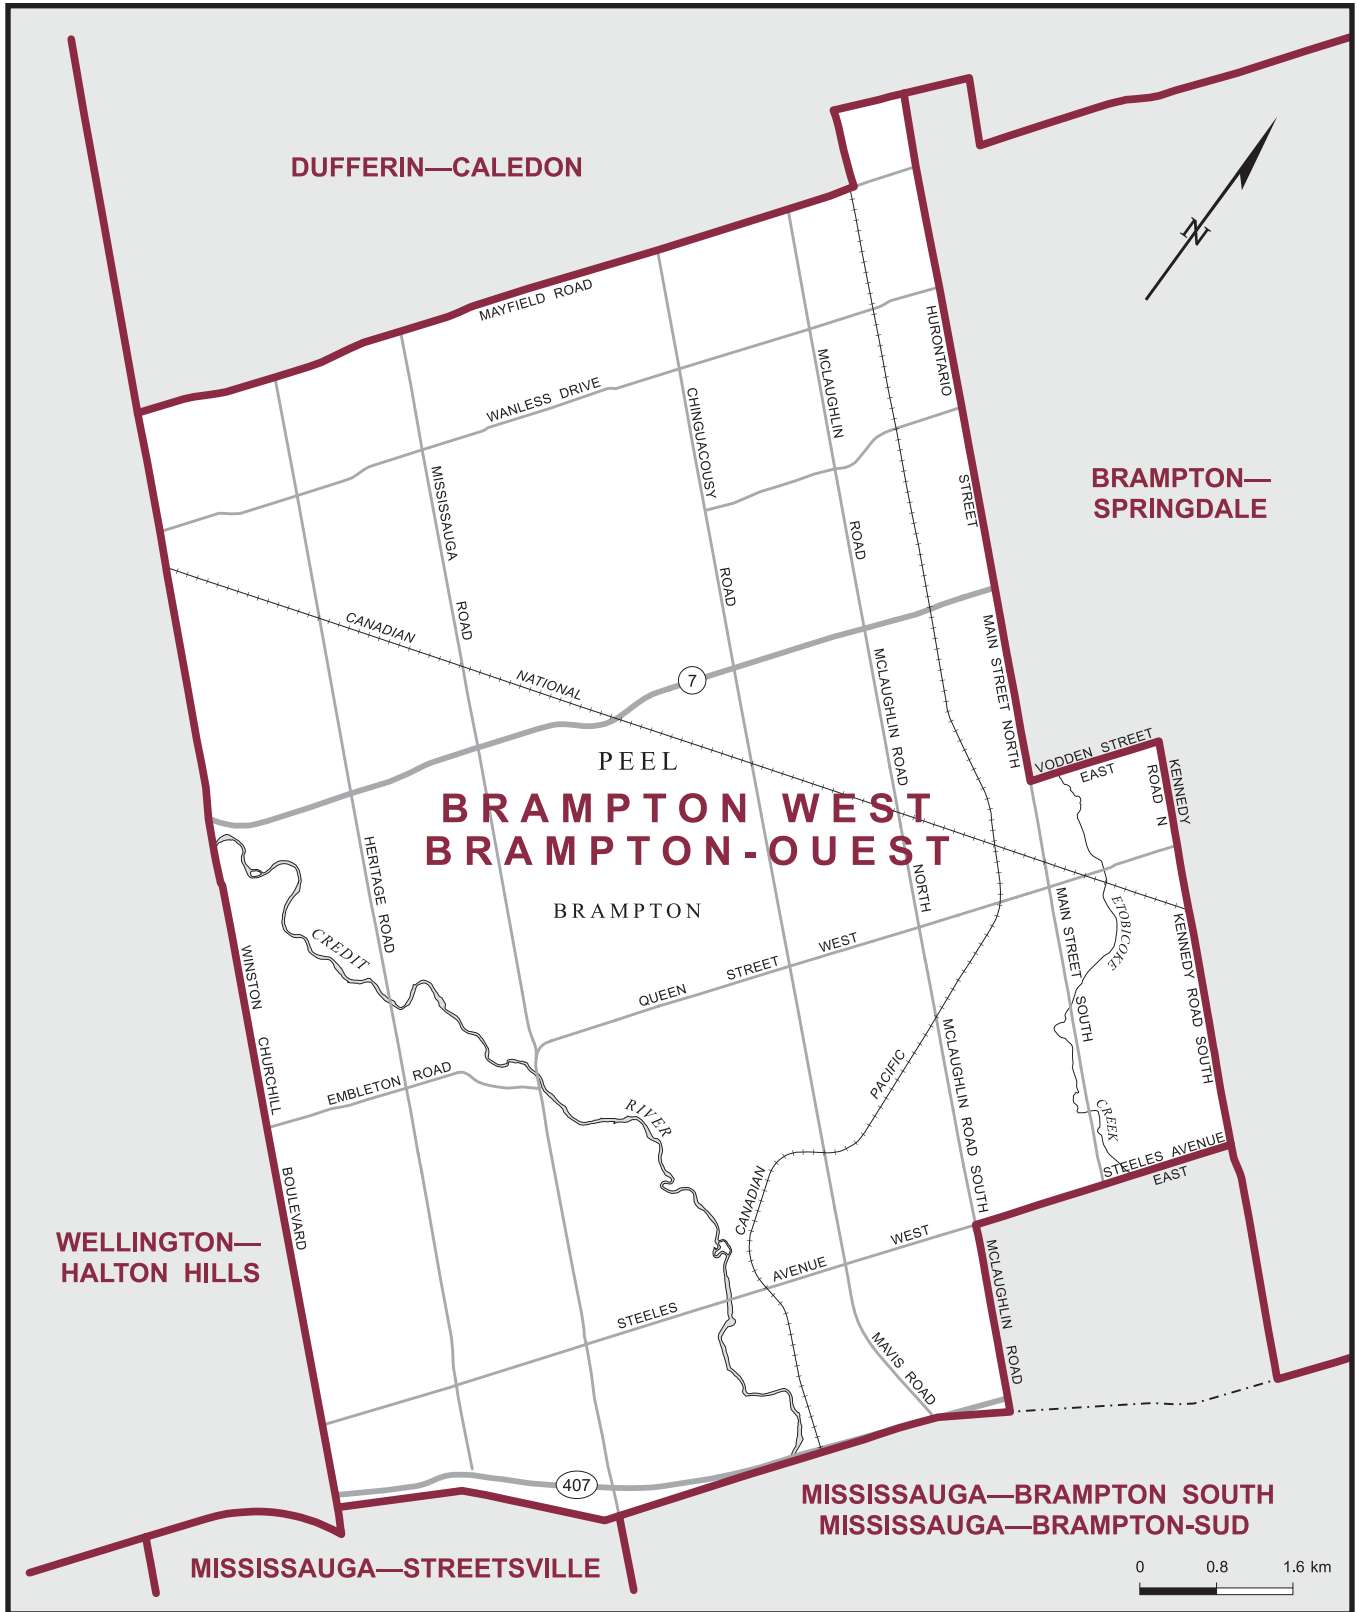 DUFFERIN—CALEDON
N
MAYFIELD ROAD
HURONTARIO
STREET
WANLESS DRIVE
MCLAUGHLIN
ROAD
CHINGUACOUSY
ROAD
MISSISSAUGA
ROAD
BRAMPTON—
SPRINGDALE
CANADIAN
NATIONAL
7
MCLAUGHLIN ROAD
NORTH
MAIN STREET NORTH
VODDEN STREET
EAST
KENNEDY
ROAD N
PEEL
BRAMPTON WEST
BRAMPTON-OUEST
BRAMPTON
HERITAGE ROAD
CREDIT
RIVER
WINSTON
CHURCHILL
BOULEVARD
QUEEN
STREET
WEST
MAIN STREET
SOUTH
ETOBICOKE
CREEK
KENNEDY ROAD SOUTH
EMBLETON ROAD
CANADIAN
PACIFIC
MCLAUGHLIN ROAD SOUTH
STEELES AVENUE
EAST
WELLINGTON—
HALTON HILLS
STEELES
AVENUE
WEST
MCLAUGHLIN
ROAD
MAVIS ROAD
407
MISSISSAUGA—BRAMPTON SOUTH
MISSISSAUGA—BRAMPTON-SUD
MISSISSAUGA—STREETSVILLE
0 0.8 1.6 km